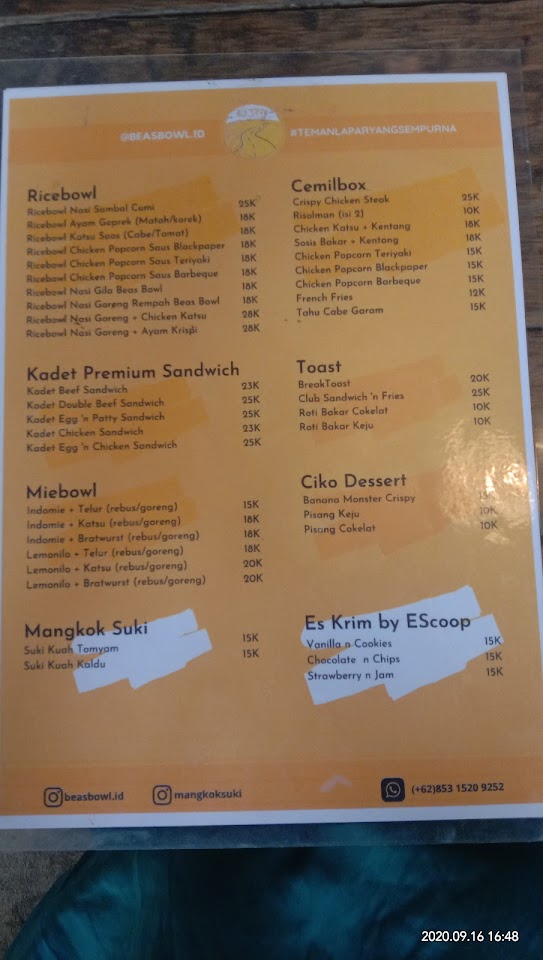 @BEASBOWL.ID
#TEMANLAPARYANGSEMPURNA
Ricebowl
Ricebowl Nasi Sambal Cumi 25K
Ricebowl Ayam Geprek (Matah/korek) 18K
Ricebowl Katsu Saos (Cabe/Tomat) 18K
Ricebowl Chicken Popcorn Saus Blackpaper 18K
Ricebowl Chicken Popcorn Saus Teriyaki 18K
Ricebowl Chicken Popcorn Saus Barbeque 18K
Ricebowl Nasi Gila Beas Bowl 18K
Ricebowl Nasi Goreng Rempah Beas Bowl 18K
Ricebowl Nasi Goreng + Chicken Katsu 28K
Ricebowl Nasi Goreng + Ayam Krispi 28K
Kadet Premium Sandwich
Kadet Beef Sandwich 23K
Kadet Double Beef Sandwich 25K
Kadet Egg 'n Patty Sandwich 25K
Kadet Chicken Sandwich 23K
Kadet Egg 'n Chicken Sandwich 25K
Miebowl
Indomie + Telur (rebus/goreng) 15K
Indomie + Katsu (rebus/goreng) 18K
Indomie + Bratwurst (rebus/goreng) 18K
Lemonilo + Telur (rebus/goreng) 18K
Lemonilo + Katsu (rebus/goreng) 20K
Lemonilo + Bratwurst (rebus/goreng) 20K
Mangkok Suki
Suki Kuah Tomyam 15K
Suki Kuah Kaldu 15K
Cemilbox
Crispy Chicken Steak 25K
Risolman (isi 2) 10K
Chicken Katsu + Kentang 18K
Sosis Bakar + Kentang 18K
Chicken Popcorn Teriyaki 15K
Chicken Popcorn Blackpaper 15K
Chicken Popcorn Barbeque 15K
French Fries 12K
Tahu Cabe Garam 15K
Toast
BreakToast 20K
Club Sandwich 'n Fries 25K
Roti Bakar Cokelat 10K
Roti Bakar Keju 10K
Ciko Dessert
Banana Monster Crispy
Pisang Keju 10K
Pisang Cokelat 10K
Es Krim by EScoop
Vanilla n Cookies 15K
Chocolate n Chips 15K
Strawberry n Jam 15K
beasbowl.id
mangkoksuki
(+62)853 1520 9252
2020.09.16 16:48